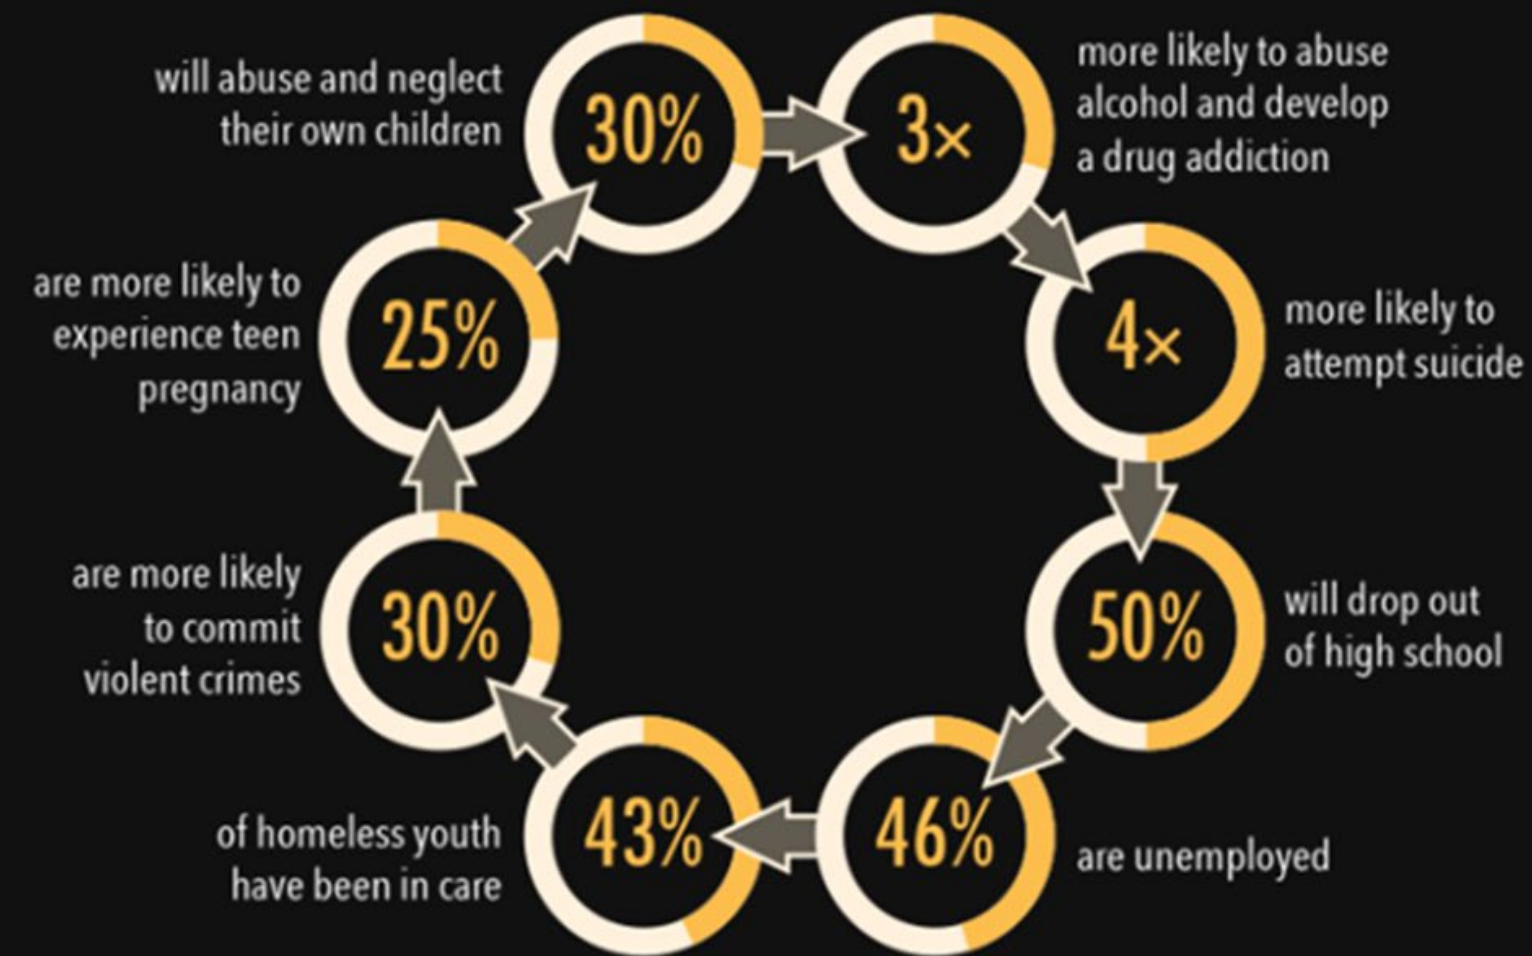 30%
will abuse and neglect
their own children
3×
more likely to abuse
alcohol and develop
a drug addiction
4×
more likely to
attempt suicide
50%
will drop out
of high school
46%
are unemployed
43%
of homeless youth
have been in care
30%
are more likely
to commit
violent crimes
25%
are more likely to
experience teen
pregnancy